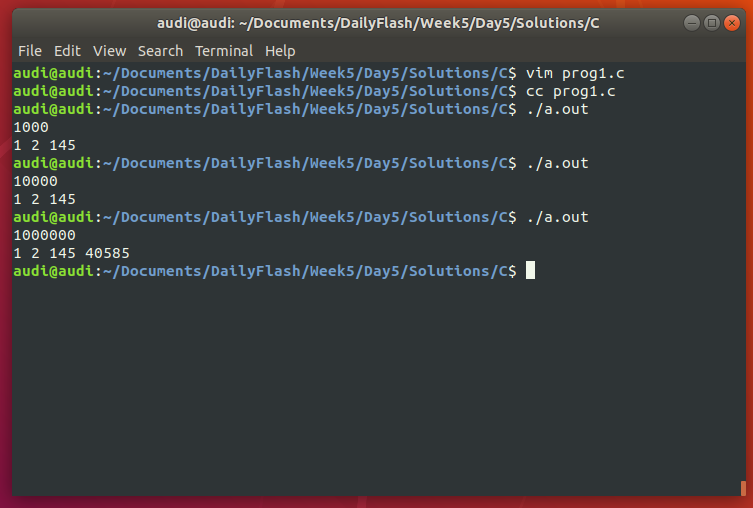 audi@audi: ~/Documents/DailyFlash/Week5/Day5/Solutions/C
File Edit View Search Terminal Help
audi@audi:~/Documents/DailyFlash/Week5/Day5/Solutions/C$ vim prog1.c
audi@audi:~/Documents/DailyFlash/Week5/Day5/Solutions/C$ cc prog1.c
audi@audi:~/Documents/DailyFlash/Week5/Day5/Solutions/C$ ./a.out
1000
1 2 145
audi@audi:~/Documents/DailyFlash/Week5/Day5/Solutions/C$ ./a.out
10000
1 2 145
audi@audi:~/Documents/DailyFlash/Week5/Day5/Solutions/C$ ./a.out
1000000
1 2 145 40585
audi@audi:~/Documents/DailyFlash/Week5/Day5/Solutions/C$